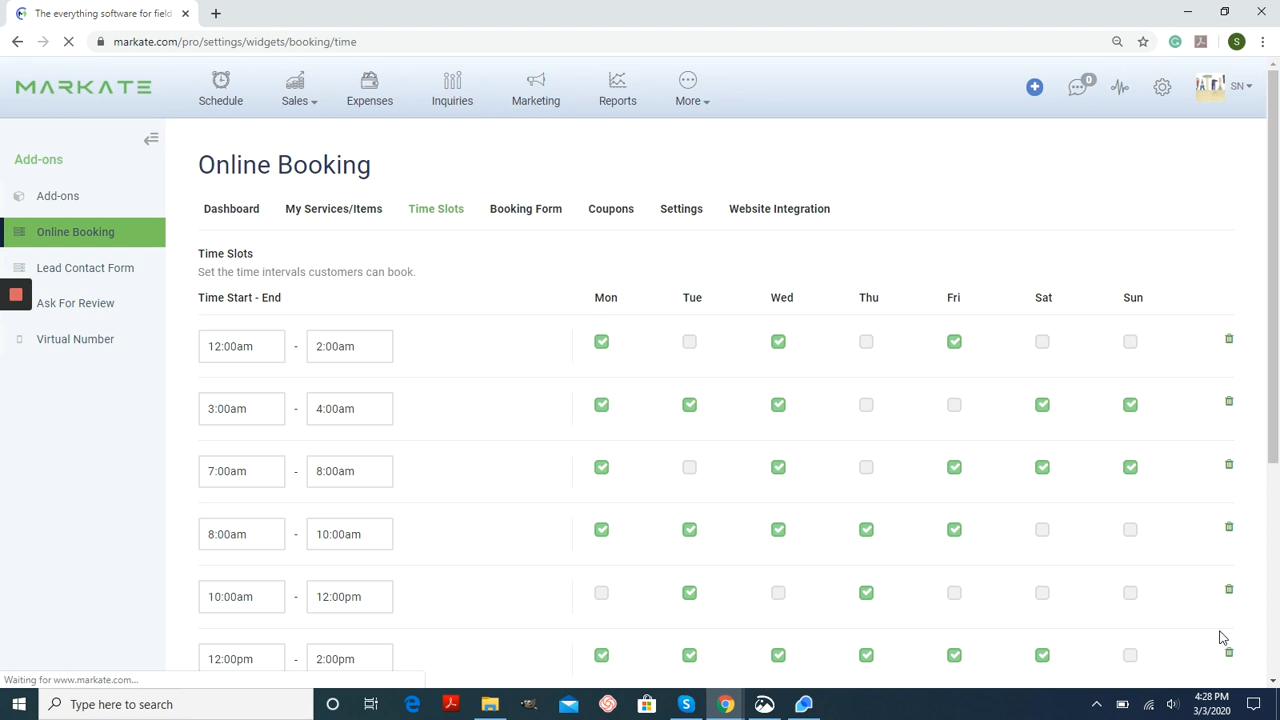 The everything software for field
markate.com/pro/settings/widgets/booking/time
S
MARKATE
Schedule
Sales
Expenses
Inquiries
Marketing
Reports
More
0
SN
Add-ons
Add-ons
Online Booking
Lead Contact Form
Ask For Review
Virtual Number
Online Booking
Dashboard My Services/Items Time Slots Booking Form Coupons Settings Website Integration
Time Slots
Set the time intervals customers can book.
Time Start - End Mon Tue Wed Thu Fri Sat Sun
12:00am - 2:00am
3:00am - 4:00am
7:00am - 8:00am
8:00am - 10:00am
10:00am - 12:00pm
12:00pm - 2:00pm
Waiting for www.markate.com...
Type here to search
4:28 PM
3/3/2020